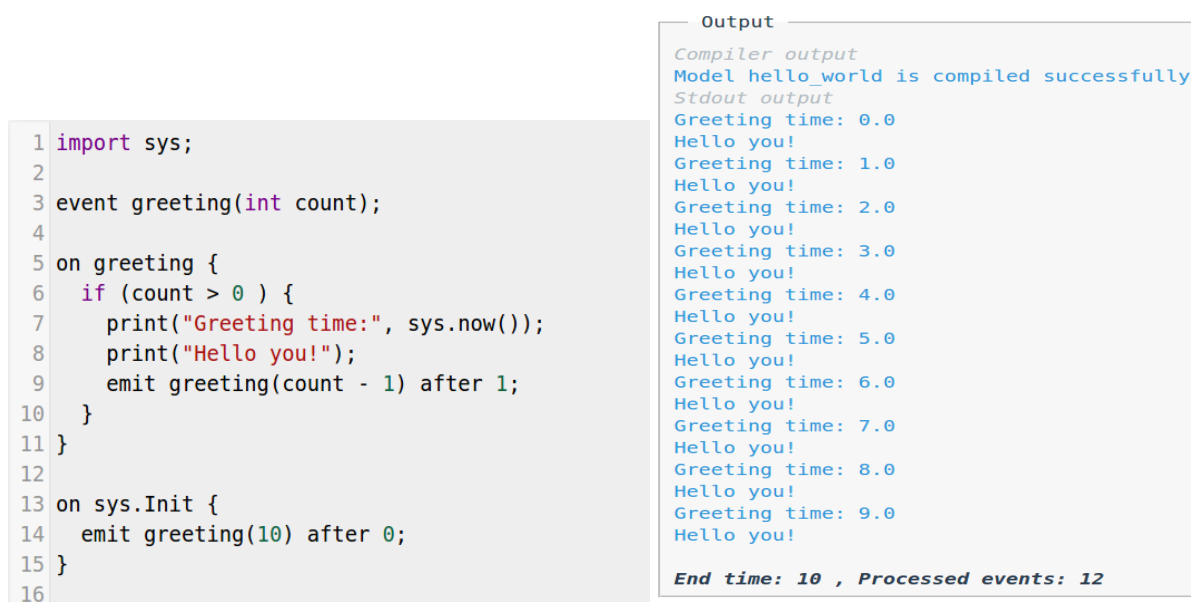 1 import sys;
2
3 event greeting(int count);
4
5 on greeting {
6   if (count > 0 ) {
7     print("Greeting time:", sys.now());
8     print("Hello you!");
9     emit greeting(count - 1) after 1;
10   }
11 }
12
13 on sys.Init {
14   emit greeting(10) after 0;
15 }
16
Output
Compiler output
Model hello_world is compiled successfully
Stdout output
Greeting time: 0.0
Hello you!
Greeting time: 1.0
Hello you!
Greeting time: 2.0
Hello you!
Greeting time: 3.0
Hello you!
Greeting time: 4.0
Hello you!
Greeting time: 5.0
Hello you!
Greeting time: 6.0
Hello you!
Greeting time: 7.0
Hello you!
Greeting time: 8.0
Hello you!
Greeting time: 9.0
Hello you!
End time: 10 , Processed events: 12